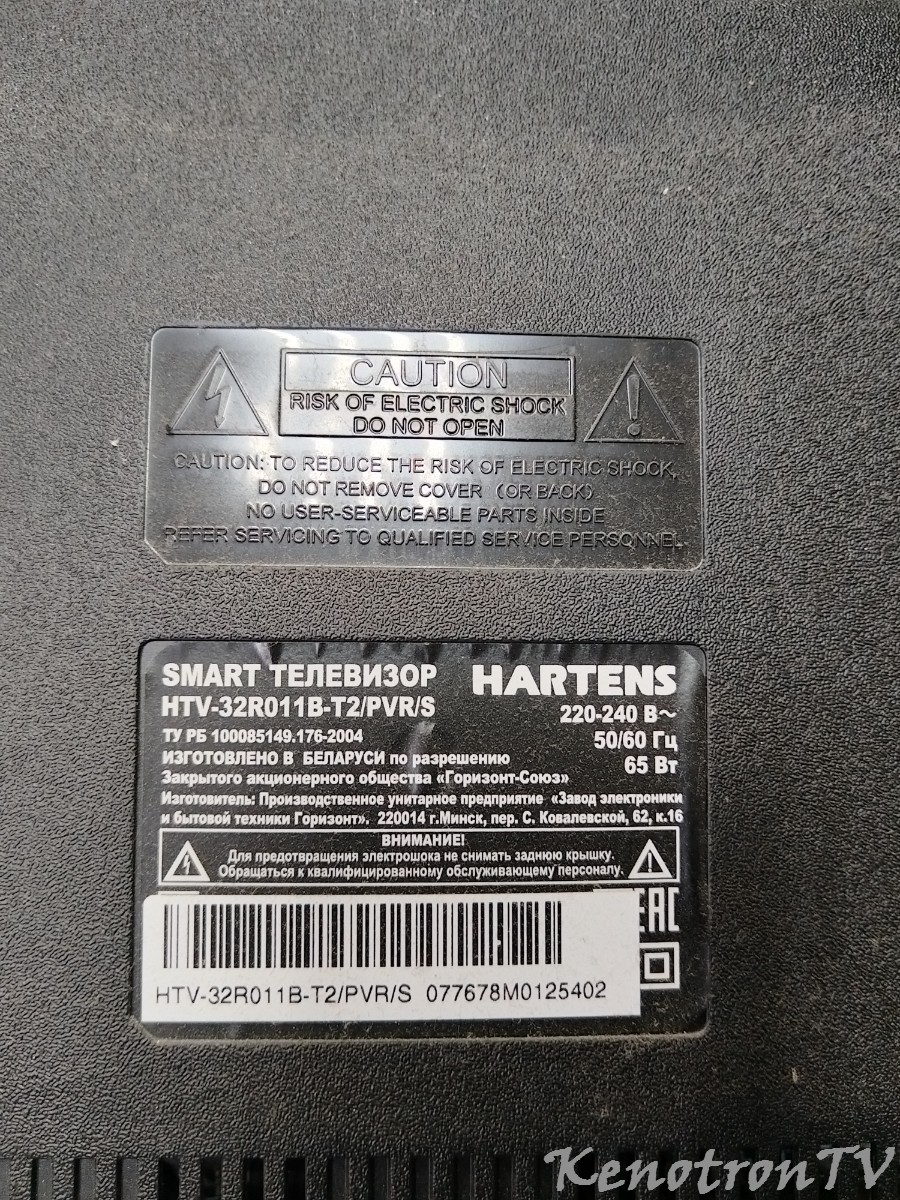 CAUTION
RISK OF ELECTRIC SHOCK
DO NOT OPEN
CAUTION: TO REDUCE THE RISK OF ELECTRIC SHOCK,
DO NOT REMOVE COVER (OR BACK)
NO USER-SERVICEABLE PARTS INSIDE
REFER SERVICING TO QUALIFIED SERVICE PERSONNEL
SMART ТЕЛЕВИЗОР HARTENS
HTV-32R011B-T2/PVR/S 220-240 В~
ТУ РБ 100085149.176-2004 50/60 Гц
ИЗГОТОВЛЕНО В БЕЛАРУСИ по разрешению 65 Вт
Закрытого акционерного общества «Горизонт-Союз»
Изготовитель: Производственное унитарное предприятие «Завод электроники
и бытовой техники Горизонт». 220014 г.Минск, пер. С. Ковалевской, 62, к.16
ВНИМАНИЕ!
Для предотвращения электрошока не снимать заднюю крышку.
Обращаться к квалифицированному обслуживающему персоналу.
EAC
HTV-32R011B-T2/PVR/S 077678M0125402
KenotronTV